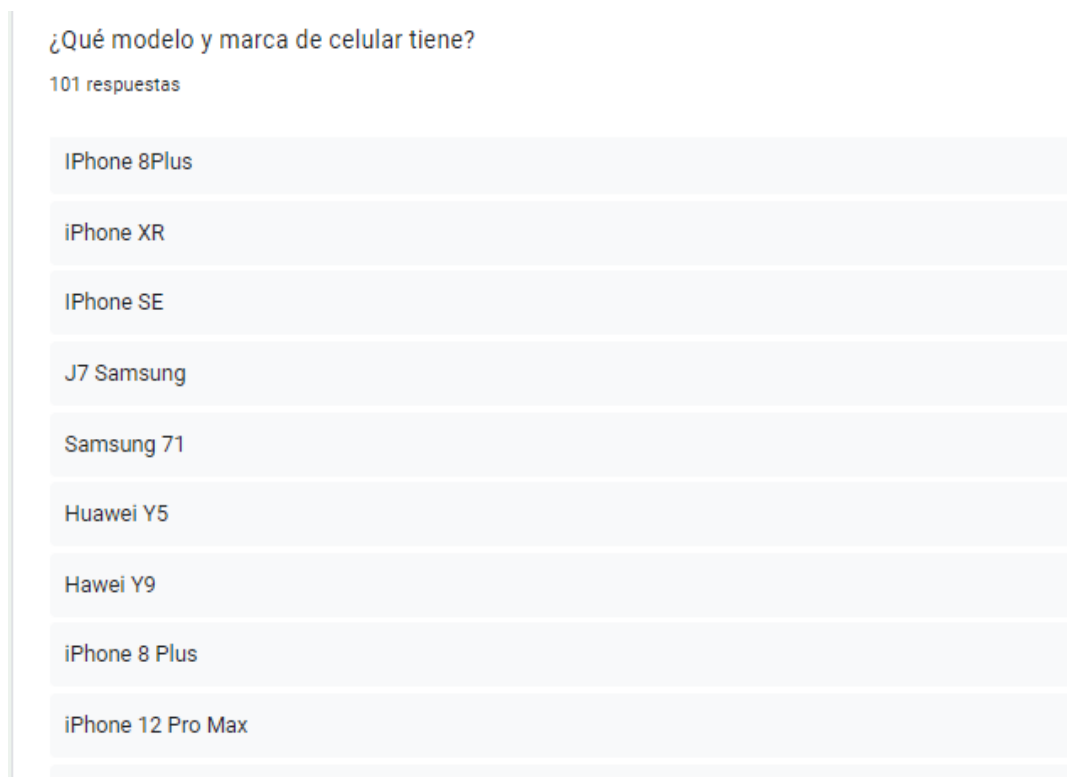 ¿Qué modelo y marca de celular tiene?
101 respuestas
IPhone 8Plus
iPhone XR
IPhone SE
J7 Samsung
Samsung 71
Huawei Y5
Hawei Y9
iPhone 8 Plus
iPhone 12 Pro Max